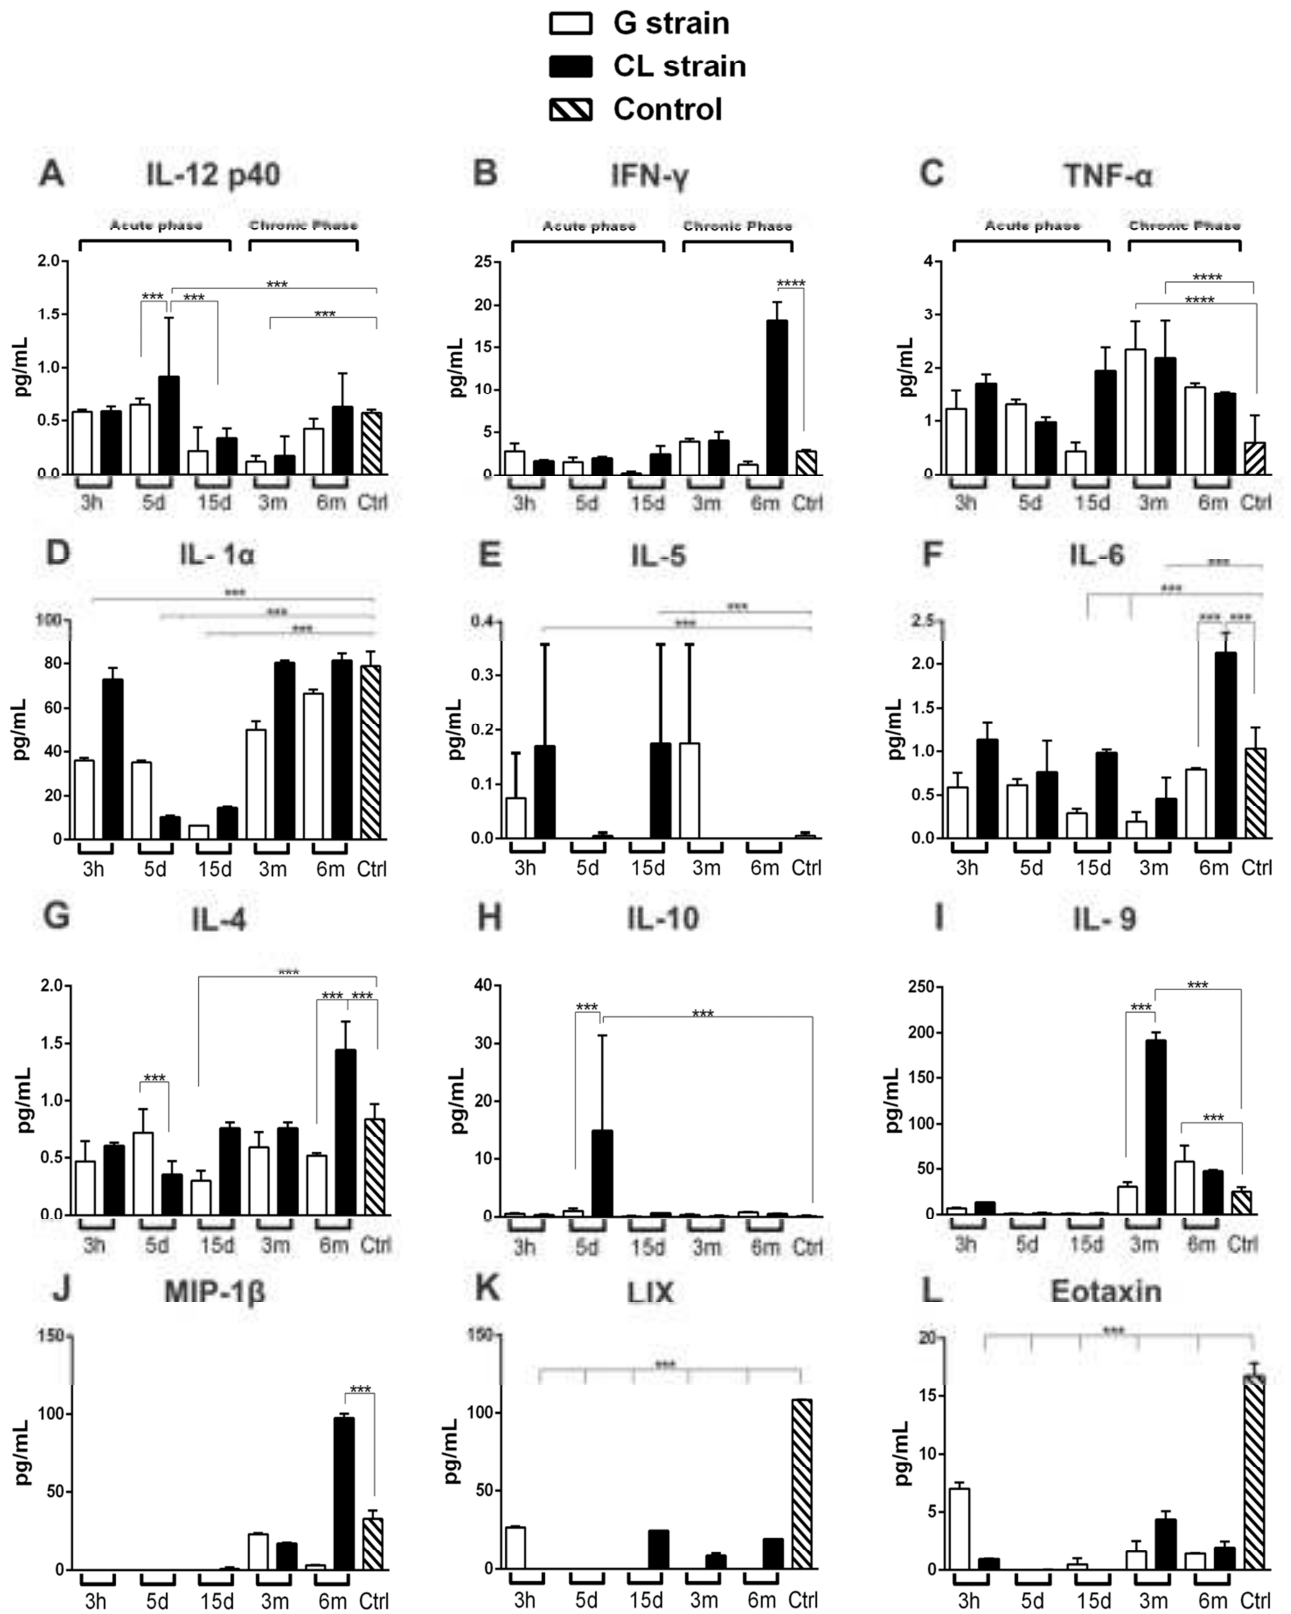 G strain
CL strain
Control
A IL-12 p40
B IFN-γ
C TNF-α
Acute phase Chronic Phase
Acute phase Chronic Phase
Acute phase Chronic Phase
pg/mL
2.0
1.5
1.0
0.5
0.0
*** *** *** ***
3h 5d 15d 3m 6m Ctrl
pg/mL
25
20
15
10
5
0
****
3h 5d 15d 3m 6m Ctrl
pg/mL
4
3
2
1
0
**** ****
3h 5d 15d 3m 6m Ctrl
D IL- 1α
E IL-5
F IL-6
pg/mL
100
80
60
40
20
0
*** *** ***
3h 5d 15d 3m 6m Ctrl
pg/mL
0.4
0.3
0.2
0.1
0.0
*** ***
3h 5d 15d 3m 6m Ctrl
pg/mL
2.5
2.0
1.5
1.0
0.5
0.0
*** *** *** ***
3h 5d 15d 3m 6m Ctrl
G IL-4
H IL-10
I IL- 9
pg/mL
2.0
1.5
1.0
0.5
0.0
*** *** *** ***
3h 5d 15d 3m 6m Ctrl
pg/mL
40
30
20
10
0
*** ***
3h 5d 15d 3m 6m Ctrl
pg/mL
250
200
150
100
50
0
*** *** ***
3h 5d 15d 3m 6m Ctrl
J MIP-1β
K LIX
L Eotaxin
pg/mL
150
100
50
0
***
3h 5d 15d 3m 6m Ctrl
pg/mL
150
100
50
0
***
3h 5d 15d 3m 6m Ctrl
pg/mL
20
15
10
5
0
***
3h 5d 15d 3m 6m Ctrl